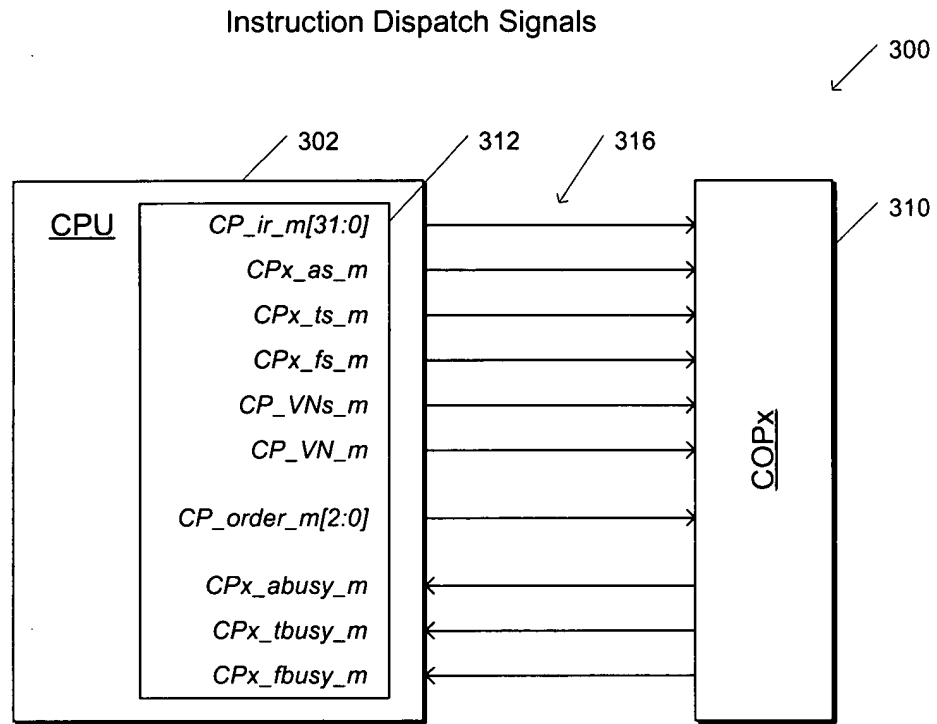 Instruction Dispatch Signals
300
302
312
316
310
CPU
CP_ir_m[31:0]
CPx_as_m
CPx_ts_m
CPx_fs_m
CP_VNs_m
CP_VN_m
CP_order_m[2:0]
CPx_abusy_m
CPx_tbusy_m
CPx_fbusy_m
COPx